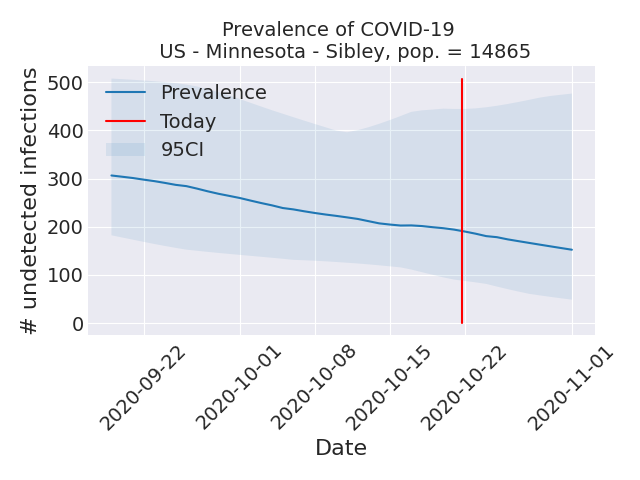 Prevalence of COVID-19
US - Minnesota - Sibley, pop. = 14865
# undetected infections
500
400
300
200
100
0
Prevalence
Today
95CI
2020-09-22
2020-10-01
2020-10-08
2020-10-15
2020-10-22
2020-11-01
Date